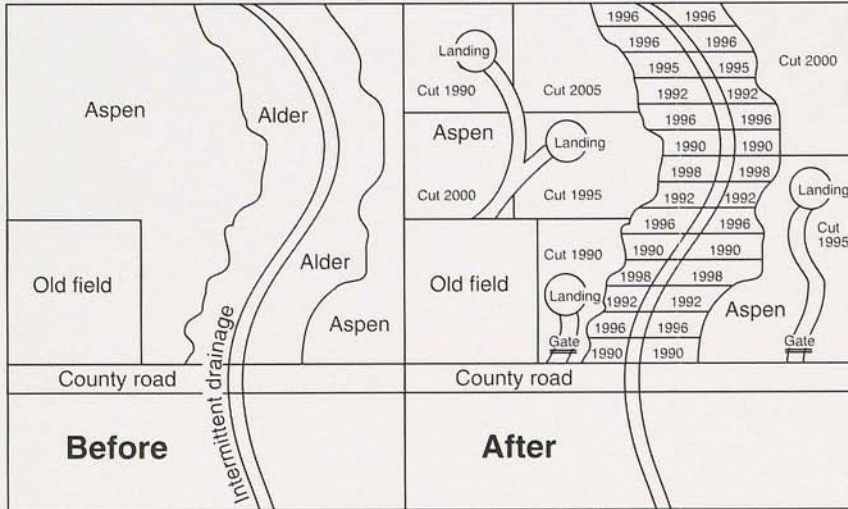 Aspen
Alder
Old field
Alder
Aspen
County road
Intermittent drainage
Before
Landing
Cut 1990
Cut 2005
Aspen
Landing
Cut 2000
Cut 1995
Old field
Cut 1990
Landing
Gate
1996 1996
1996 1996
1995 1995
1992 1992
1996 1996
1990 1990
1998 1998
1992 1992
1996 1996
1990 1990
1998 1998
1992 1992
1996 1996
1990 1990
Cut 2000
Landing
Cut
1995
Aspen
Gate
County road
After